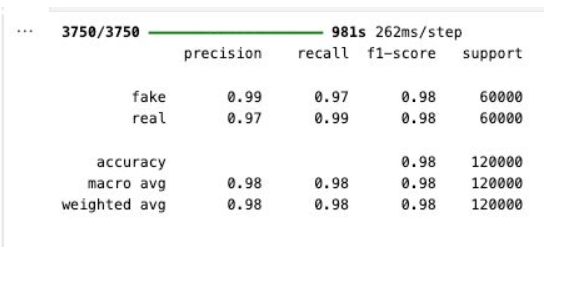 ... 3750/3750 981s 262ms/step
precision recall f1-score support
fake 0.99 0.97 0.98 60000
real 0.97 0.99 0.98 60000
accuracy 0.98 120000
macro avg 0.98 0.98 0.98 120000
weighted avg 0.98 0.98 0.98 120000